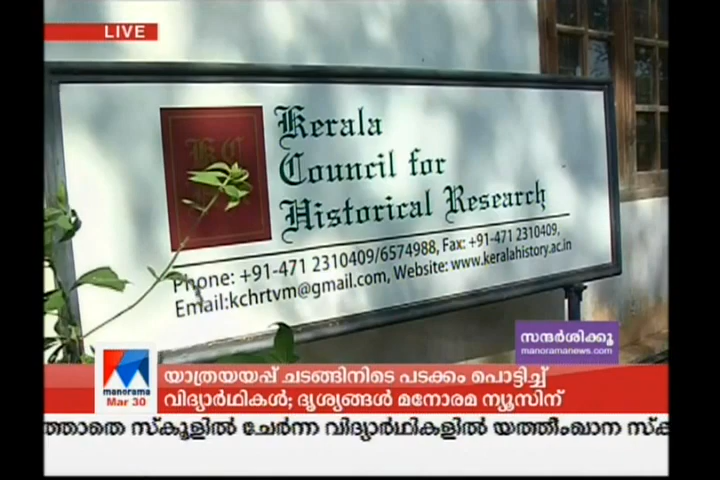 LIVE
Kerala
Council for
Historical Research
Phone: +91-471 2310409/6574988, Fax: +91-471 2310409,
Email:kchrtvm@gmail.com, Website: www.keralahistory.ac.in
സന്ദർശിക്കൂ
manoramanews.com
യാത്രയയപ്പ് ചടങ്ങിനിടെ പടക്കം പൊട്ടിച്ച്
വിദ്യാർഥികൾ; ദൃശ്യങ്ങൾ മനോരമ ന്യൂസിന്
manorama
Mar 30
ത്താതെ സ്കൂളിൽ ചേർന്ന വിദ്യാർഥികളിൽ യത്തീംഖാന സ്ക